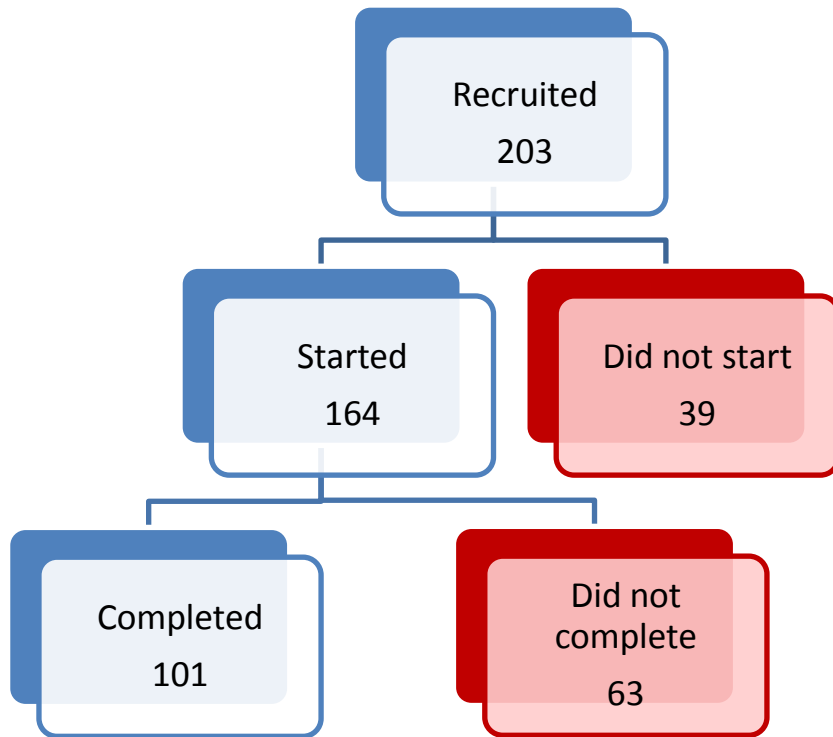 Recruited
203
Started
164
Did not start
39
Completed
101
Did not
complete
63